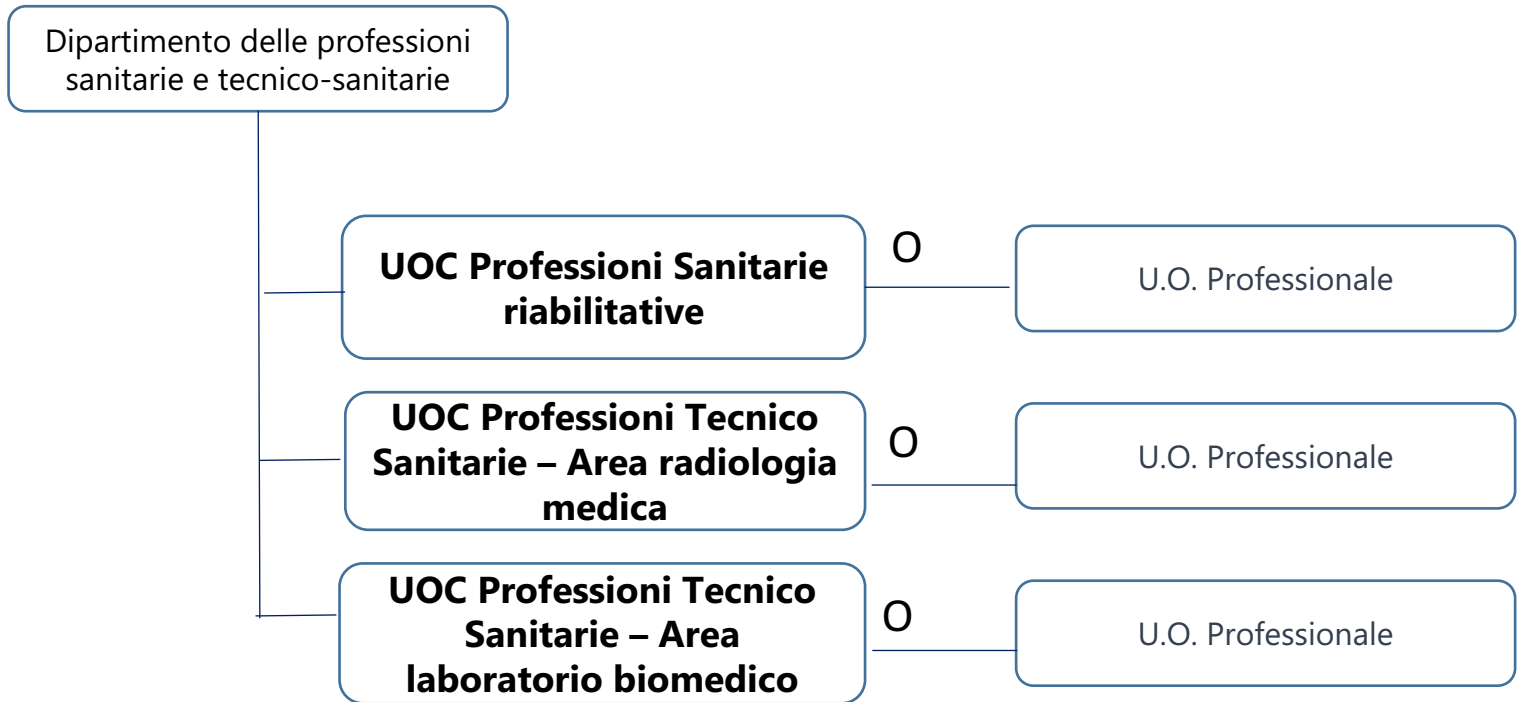 Dipartimento delle professioni
sanitarie e tecnico-sanitarie
UOC Professioni Sanitarie
riabilitative
O
U.O. Professionale
UOC Professioni Tecnico
Sanitarie – Area radiologia
medica
O
U.O. Professionale
UOC Professioni Tecnico
Sanitarie – Area
laboratorio biomedico
O
U.O. Professionale